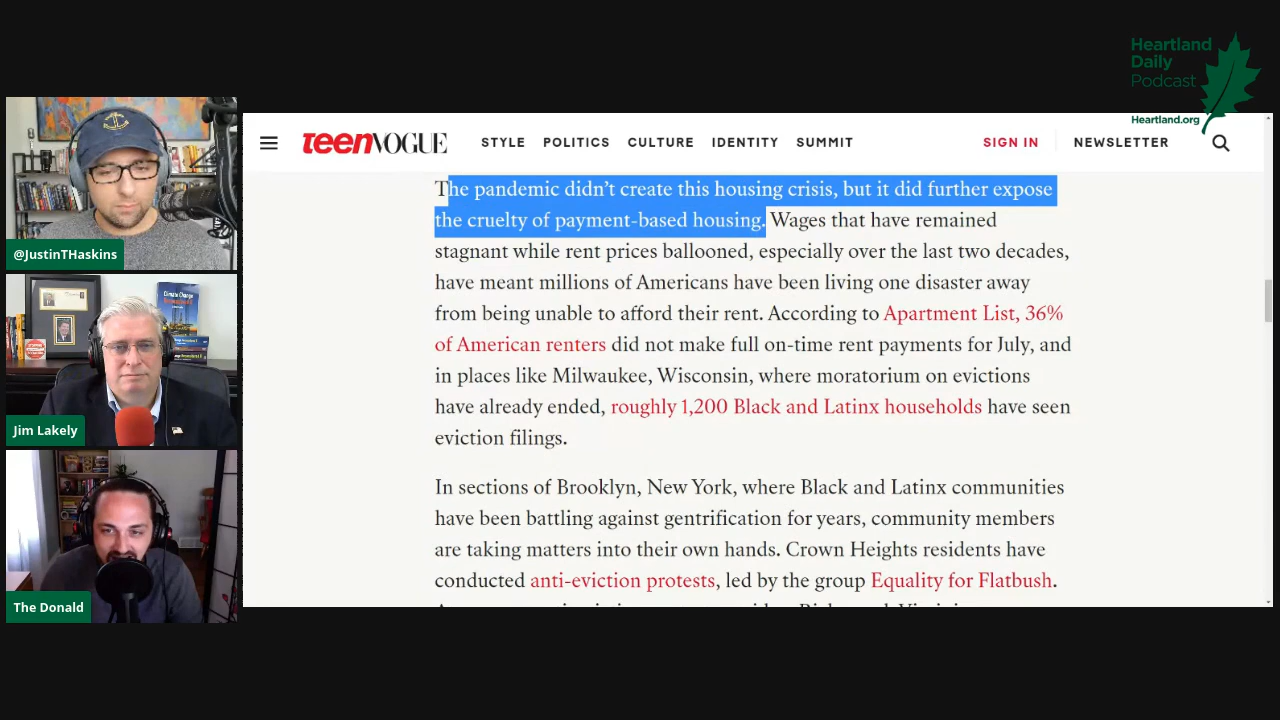 Heartland
Daily
Podcast
Heartland.org
@JustinTHaskins
Climate Change
Jim Lakely
The Donald
teenVOGUE
STYLE POLITICS CULTURE IDENTITY SUMMIT
SIGN IN NEWSLETTER
The pandemic didn’t create this housing crisis, but it did further expose
the cruelty of payment-based housing. Wages that have remained
stagnant while rent prices ballooned, especially over the last two decades,
have meant millions of Americans have been living one disaster away
from being unable to afford their rent. According to Apartment List, 36%
of American renters did not make full on-time rent payments for July, and
in places like Milwaukee, Wisconsin, where moratorium on evictions
have already ended, roughly 1,200 Black and Latinx households have seen
eviction filings.
In sections of Brooklyn, New York, where Black and Latinx communities
have been battling against gentrification for years, community members
are taking matters into their own hands. Crown Heights residents have
conducted anti-eviction protests, led by the group Equality for Flatbush.